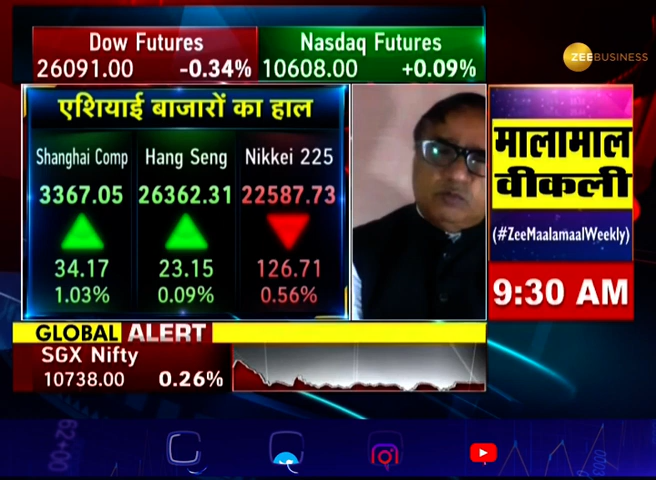 Dow Futures
26091.00 -0.34%
Nasdaq Futures
10608.00 +0.09%
ZEEBUSINESS
एशियाई बाजारों का हाल
Shanghai Comp Hang Seng Nikkei 225
3367.05 26362.31 22587.73
34.17 23.15 126.71
1.03% 0.09% 0.56%
मालामाल
वीकली
(#ZeeMaalamaalWeekly)
9:30 AM
GLOBAL ALERT
SGX Nifty
10738.00 0.26%